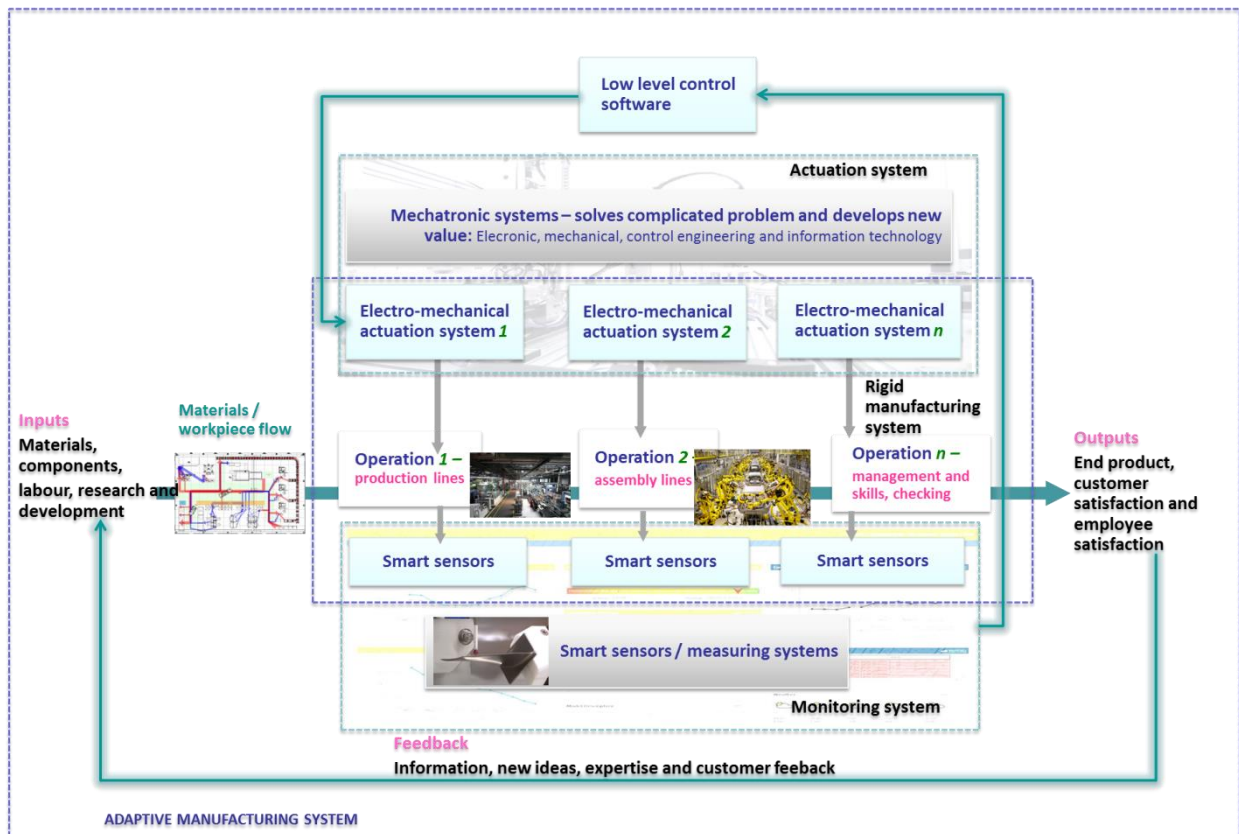 Low level control
software
Actuation system
Mechatronic systems – solves complicated problem and develops new
value: Elecronic, mechanical, control engineering and information technology
Electro-mechanical
actuation system 1
Electro-mechanical
actuation system 2
Electro-mechanical
actuation system n
Rigid
manufacturing
system
Inputs
Materials,
components,
labour, research and
development
Materials /
workpiece flow
Operation 1 –
production lines
Operation 2 –
assembly lines
Operation n –
management and
skills, checking
Outputs
End product,
customer
satisfaction and
employee
satisfaction
Smart sensors
Smart sensors
Smart sensors
Smart sensors / measuring systems
Monitoring system
Feedback
Information, new ideas, expertise and customer feeback
ADAPTIVE MANUFACTURING SYSTEM